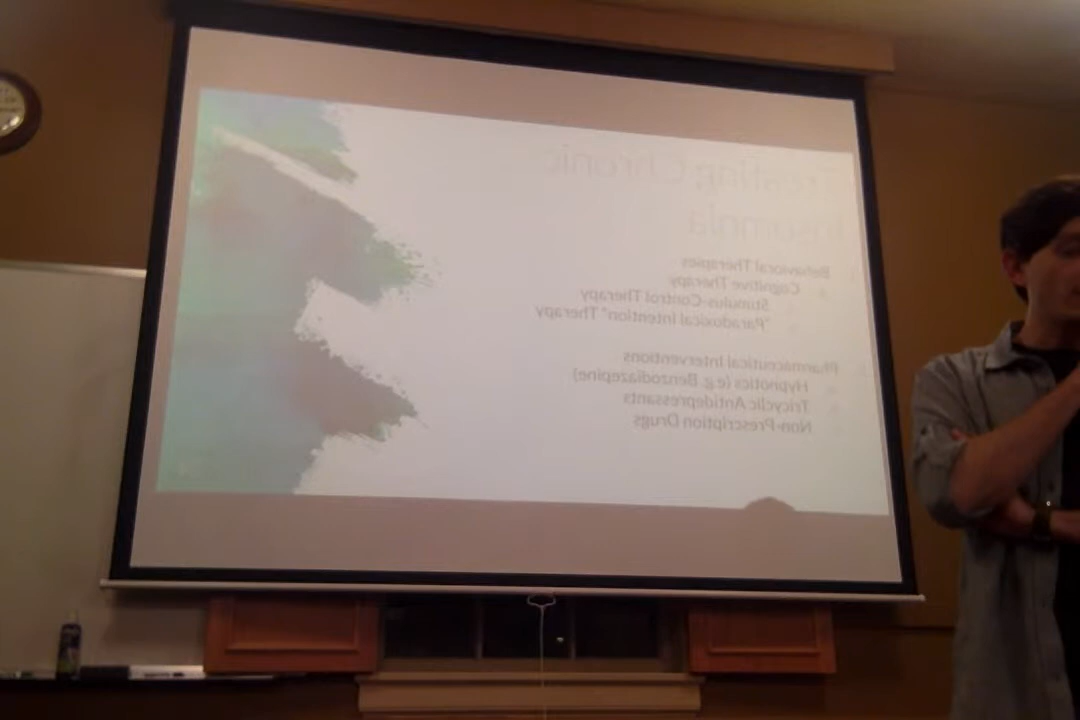 Treating Chronic
Insomnia
Behavioral Therapies
Cognitive Therapy
Stimulus-Control Therapy
"Paradoxical Intention" Therapy
Pharmaceutical Interventions
Hypnotics (e.g. Benzodiazepine)
Tricyclic Antidepressants
Non-Prescription Drugs